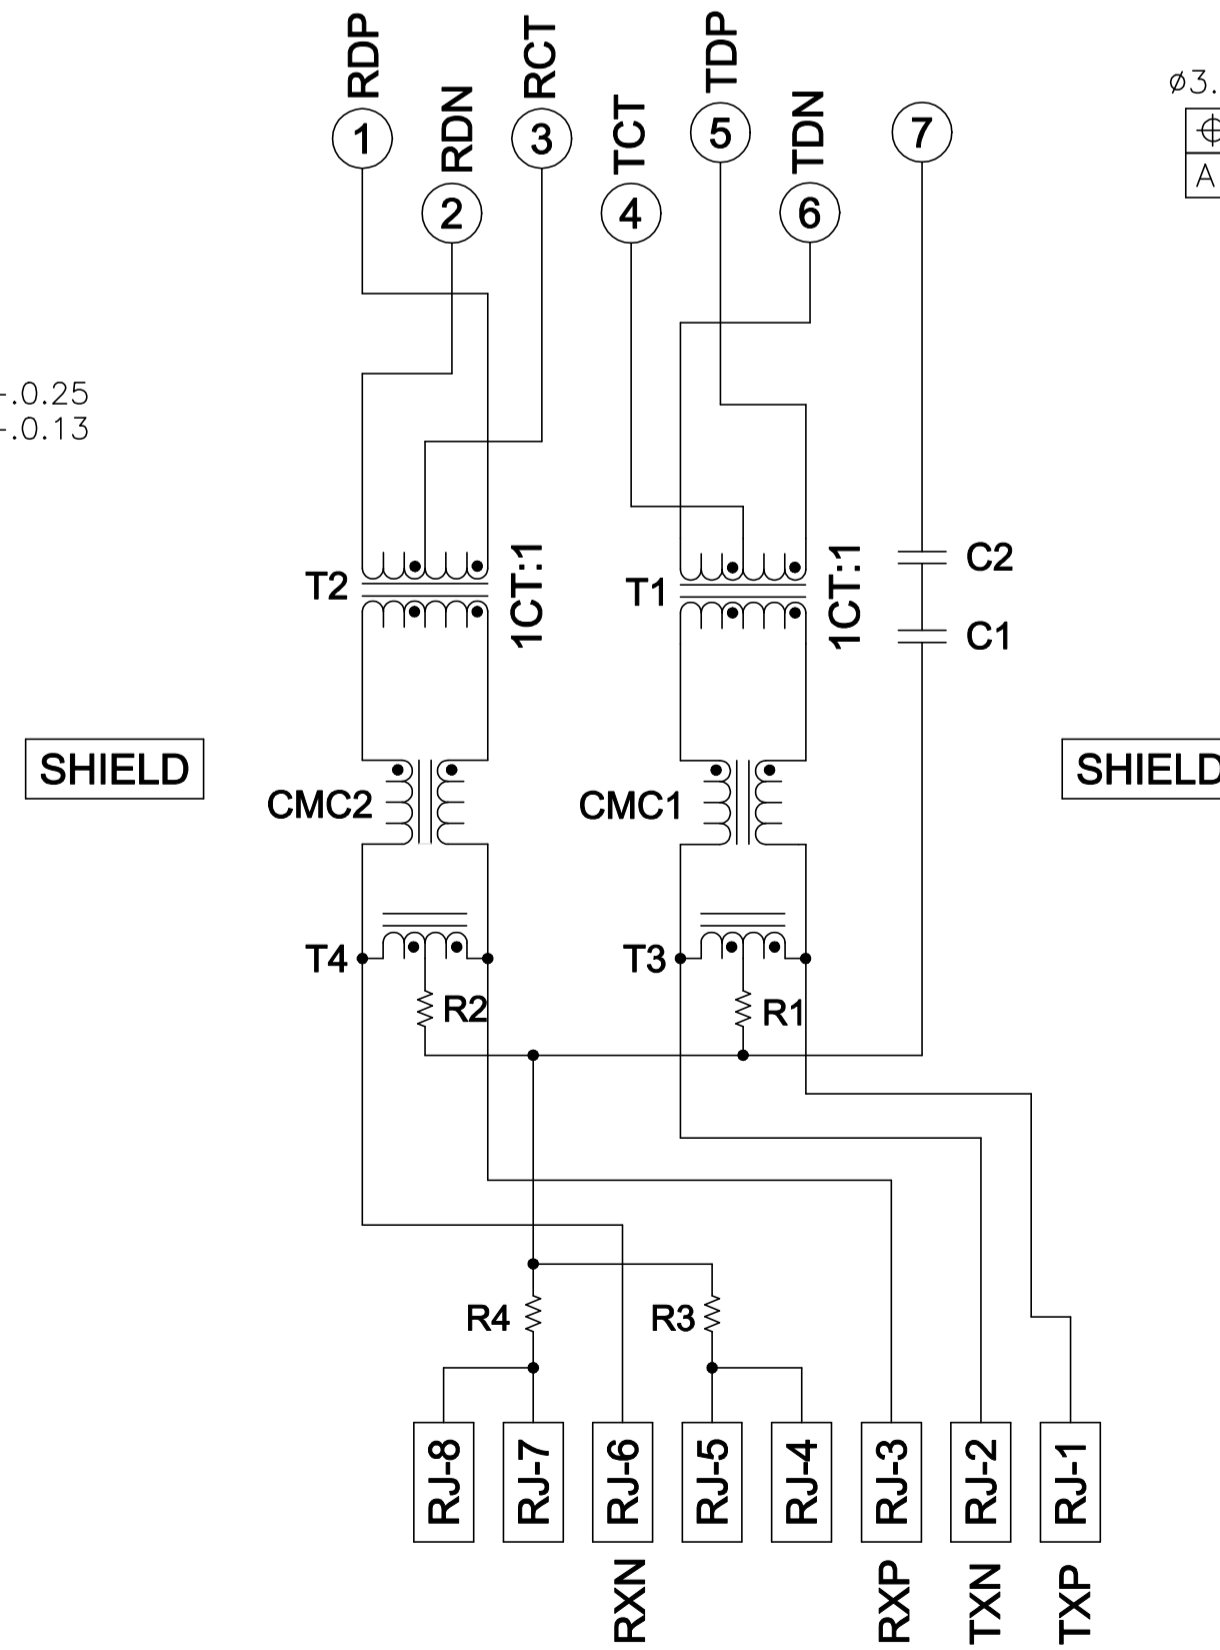 RDP
RDN
RCT
TCT
TDP
TDN
1
2
3
4
5
6
7
ø3.
A
-.0.25
-.0.13
T2
1CT:1
T1
1CT:1
C2
C1
SHIELD
CMC2
CMC1
SHIELD
T4
R2
T3
R1
R4
R3
RJ-8
RJ-7
RJ-6
RJ-5
RJ-4
RJ-3
RJ-2
RJ-1
RXN
RXP
TXN
TXP